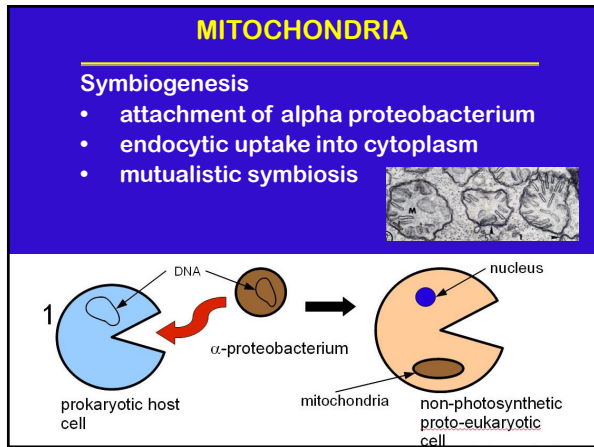 MITOCHONDRIA
Symbiogenesis
• attachment of alpha proteobacterium
• endocytic uptake into cytoplasm
• mutualistic symbiosis
M
DNA
nucleus
1
α-proteobacterium
mitochondria
prokaryotic host
cell
non-photosynthetic
proto-eukaryotic
cell